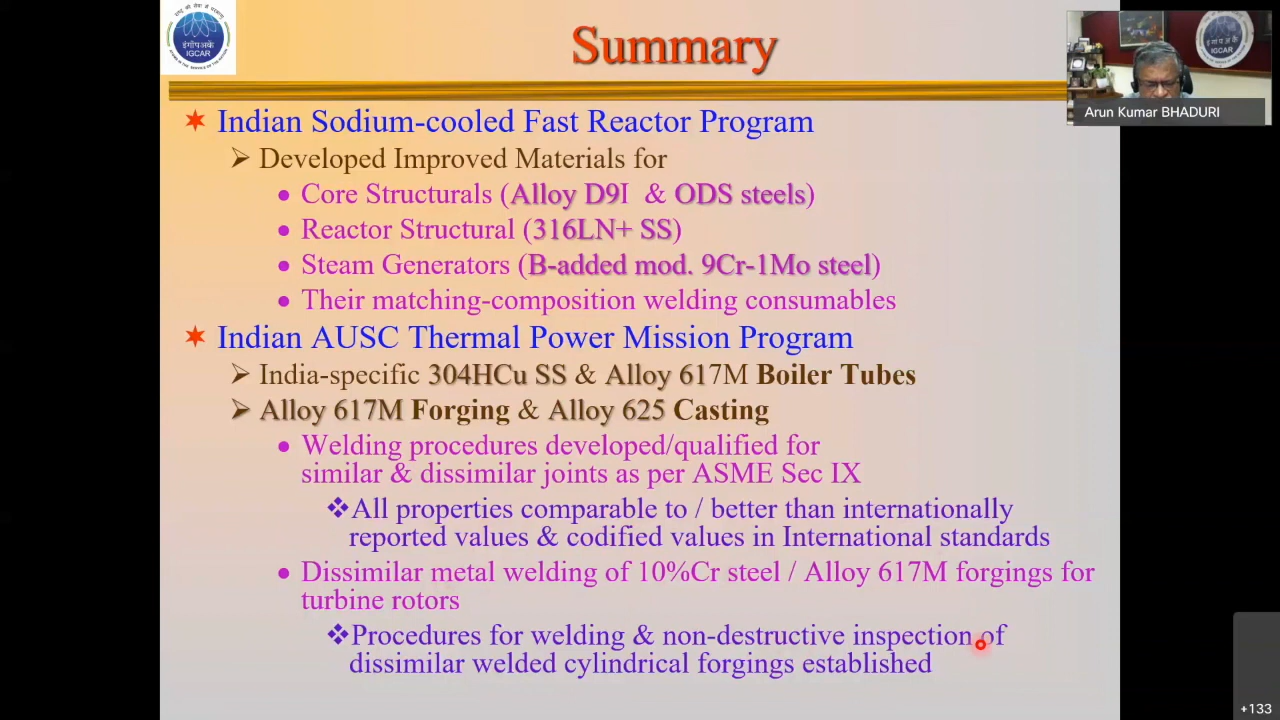 इंगांपअकें
IGCAR
Summary
IGCAR
Arun Kumar BHADURI
Indian Sodium-cooled Fast Reactor Program
Developed Improved Materials for
Core Structurals (Alloy D9I & ODS steels)
Reactor Structural (316LN+ SS)
Steam Generators (B-added mod. 9Cr-1Mo steel)
Their matching-composition welding consumables
Indian AUSC Thermal Power Mission Program
India-specific 304HCu SS & Alloy 617M Boiler Tubes
Alloy 617M Forging & Alloy 625 Casting
Welding procedures developed/qualified for
similar & dissimilar joints as per ASME Sec IX
All properties comparable to / better than internationally
reported values & codified values in International standards
Dissimilar metal welding of 10%Cr steel / Alloy 617M forgings for
turbine rotors
Procedures for welding & non-destructive inspection of
dissimilar welded cylindrical forgings established
+133